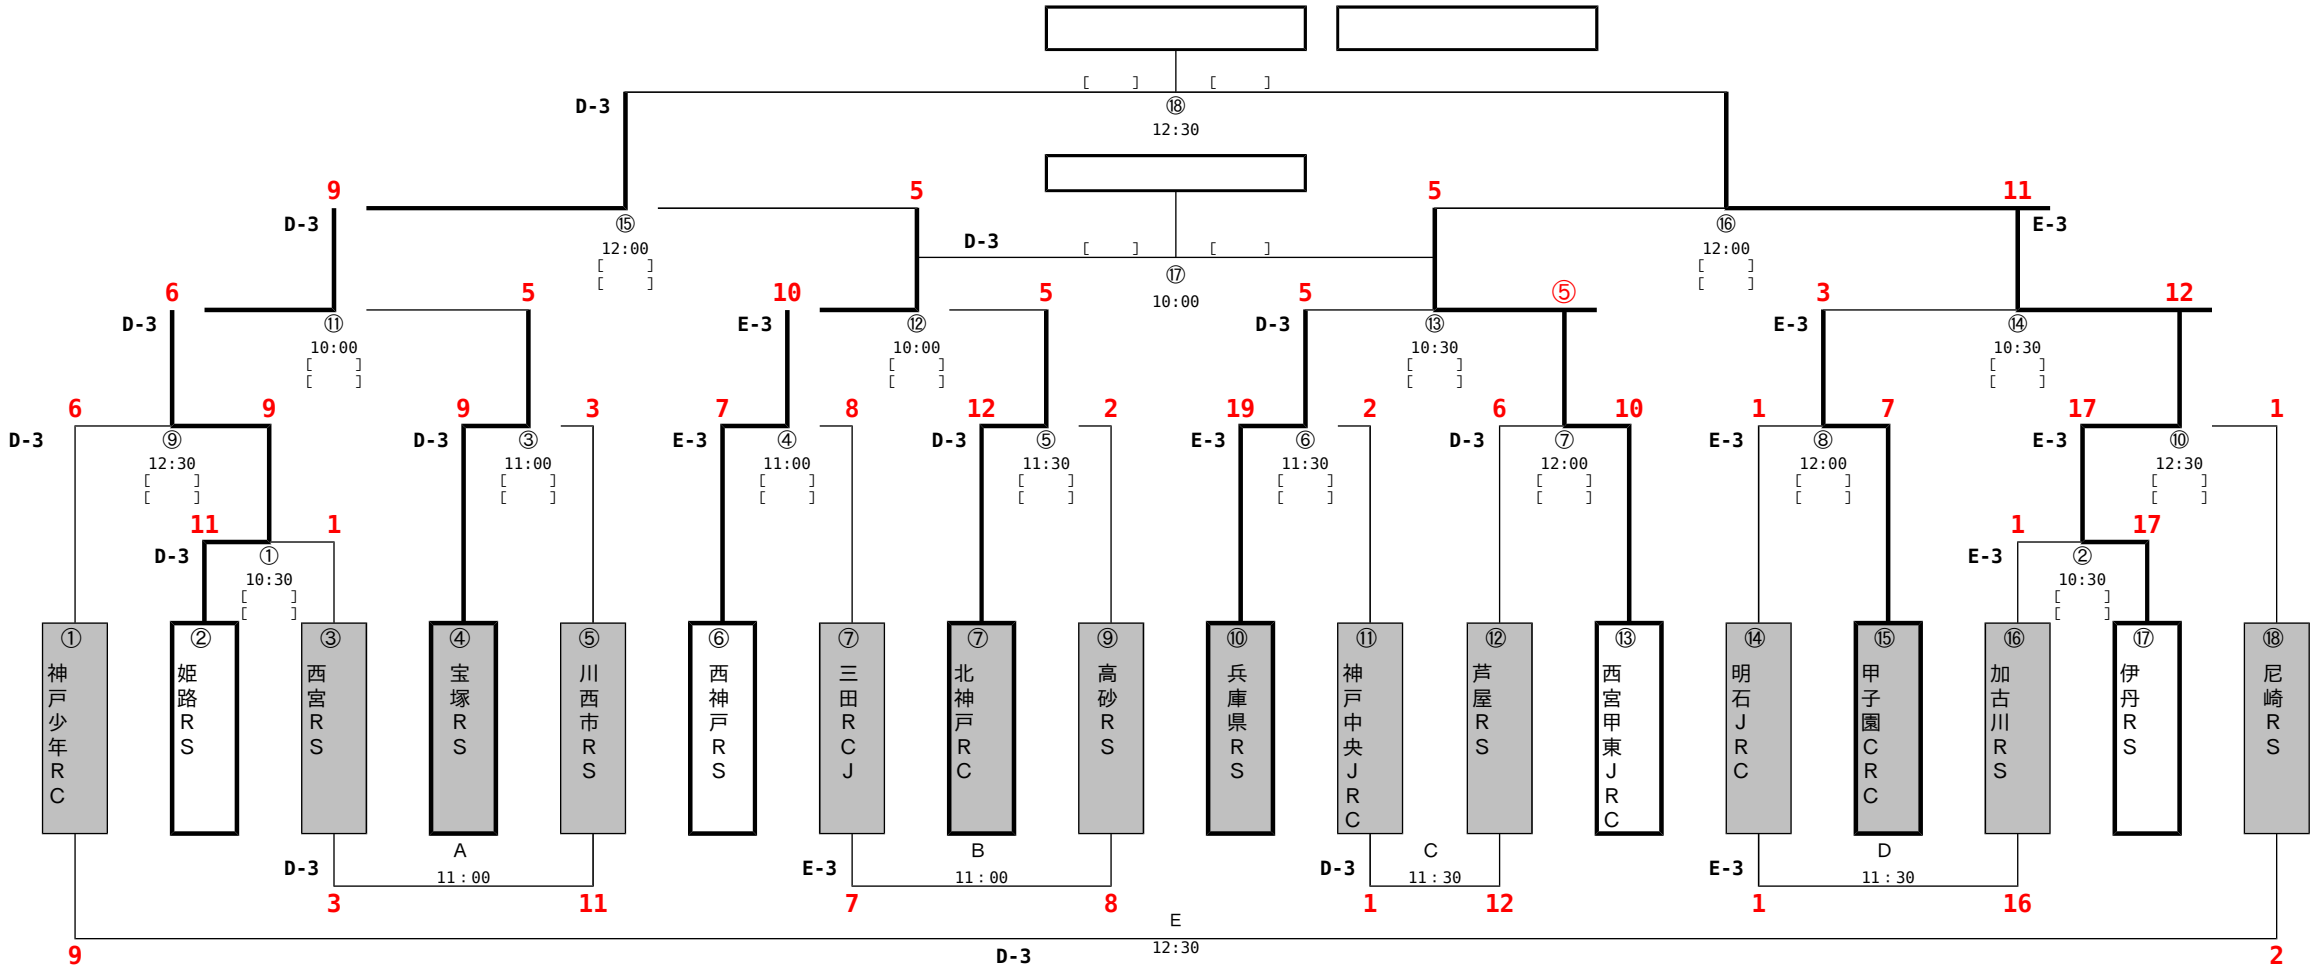 [ ] [ ]
D-3 ⑱
12:30
9 5 5 11
D-3 ⑮ D-3 [ ] [ ] ⑯ E-3
12:00 ⑰ 12:00
[ ] [ ]
[ ] [ ]
10:00
6 5 10 5 5 ⑤ 3 12
D-3 ⑪ E-3 ⑫ D-3 ⑬ E-3 ⑭
10:00 10:00 10:30 10:30
[ ] [ ] [ ] [ ]
[ ] [ ] [ ] [ ]
6 9 9 3 7 8 12 2 19 2 6 10 1 7 17 1
D-3 ⑨ D-3 ③ E-3 ④ D-3 ⑤ E-3 ⑥ D-3 ⑦ E-3 ⑧ E-3 ⑩
12:30 11:00 11:00 11:30 11:30 12:00 12:00 12:30
[ ] [ ] [ ] [ ] [ ] [ ] [ ] [ ]
[ ] [ ] [ ] [ ] [ ] [ ] [ ] [ ]
11 1 1 17
D-3 ① E-3 ②
10:30 10:30
[ ] [ ]
[ ] [ ]
① 神戸少年RC
② 姫路RS
③ 西宮RS
④ 宝塚RS
⑤ 川西市RS
⑥ 西神戸RS
⑦ 三田RCJ
⑦ 北神戸RC
⑨ 高砂RS
⑩ 兵庫県RS
⑪ 神戸中央JRC
⑫ 芦屋RS
⑬ 西宮甲東JRC
⑭ 明石JRC
⑮ 甲子園CRC
⑯ 加古川RS
⑰ 伊丹RS
⑱ 尼崎RS
A B C D
D-3 11:00 E-3 11:00 D-3 11:30 E-3 11:30
3 11 7 8 1 12 1 16
E
9 D-3 12:30 2